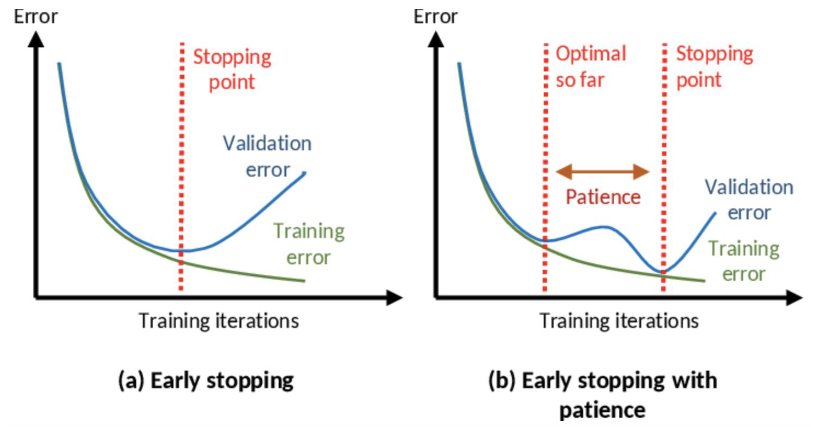 Error
Stopping
point
Validation
error
Training
error
Training iterations
(a) Early stopping
Error
Optimal
so far
Stopping
point
Patience
Validation
error
Training
error
Training iterations
(b) Early stopping with
patience